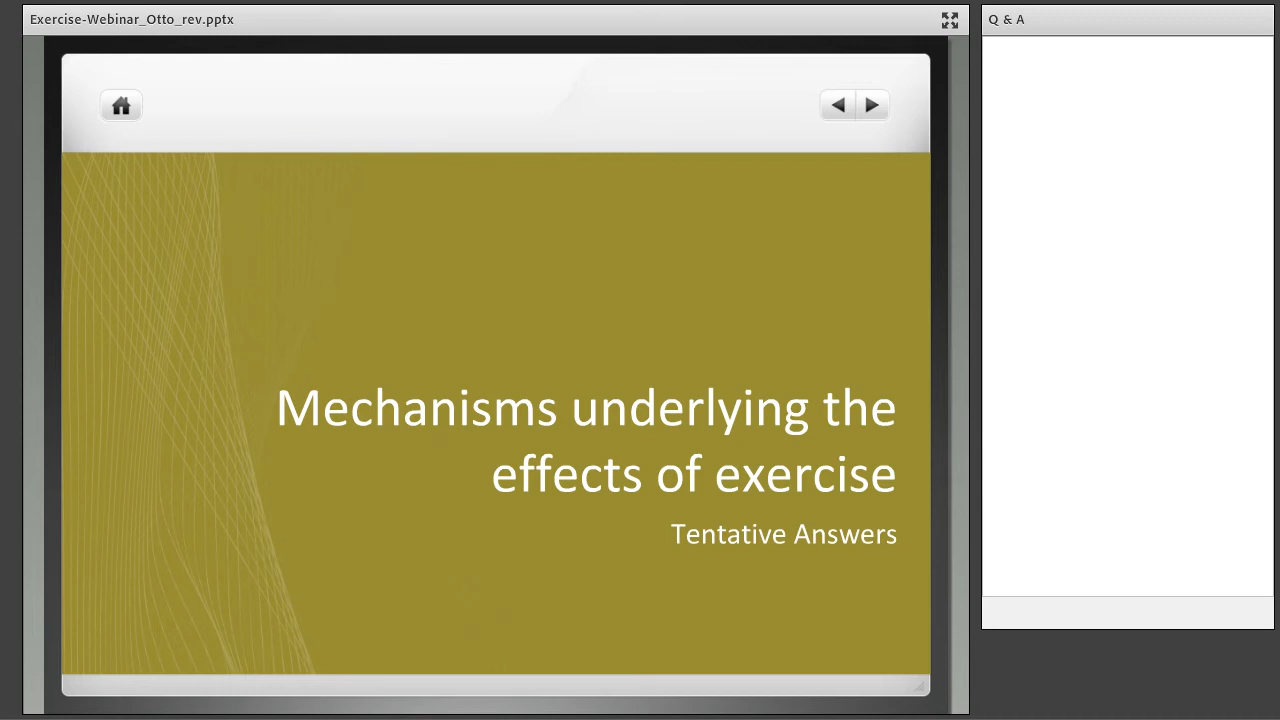 Exercise-Webinar_Otto_rev.pptx
Q & A
Mechanisms underlying the
effects of exercise
Tentative Answers